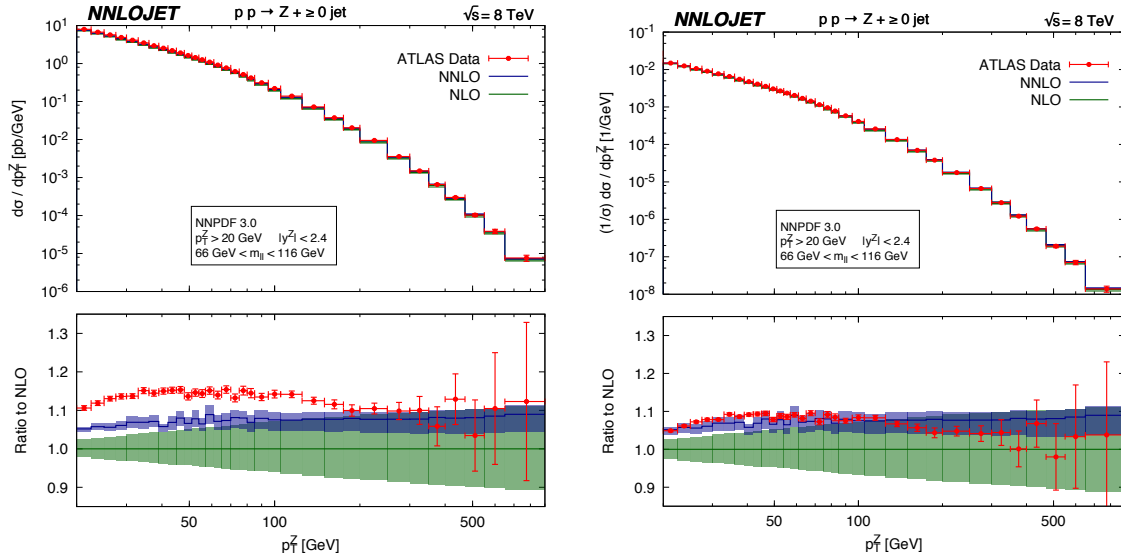 NNLOJET p p → Z + ≥ 0 jet √s = 8 TeV
10^1
10^0
10^-1
10^-2
10^-3
10^-4
10^-5
10^-6
dσ / dp_T^Z [pb/GeV]
ATLAS Data
NNLO
NLO
NNPDF 3.0
p_T^Z > 20 GeV |y^Z| < 2.4
66 GeV < m_ll < 116 GeV
1.3
1.2
1.1
1.0
0.9
Ratio to NLO
50 100 500
p_T^Z [GeV]
NNLOJET p p → Z + ≥ 0 jet √s = 8 TeV
10^-1
10^-2
10^-3
10^-4
10^-5
10^-6
10^-7
10^-8
(1/σ) dσ / dp_T^Z [1/GeV]
ATLAS Data
NNLO
NLO
NNPDF 3.0
p_T^Z > 20 GeV |y^Z| < 2.4
66 GeV < m_ll < 116 GeV
1.3
1.2
1.1
1.0
0.9
Ratio to NLO
50 100 500
p_T^Z [GeV]